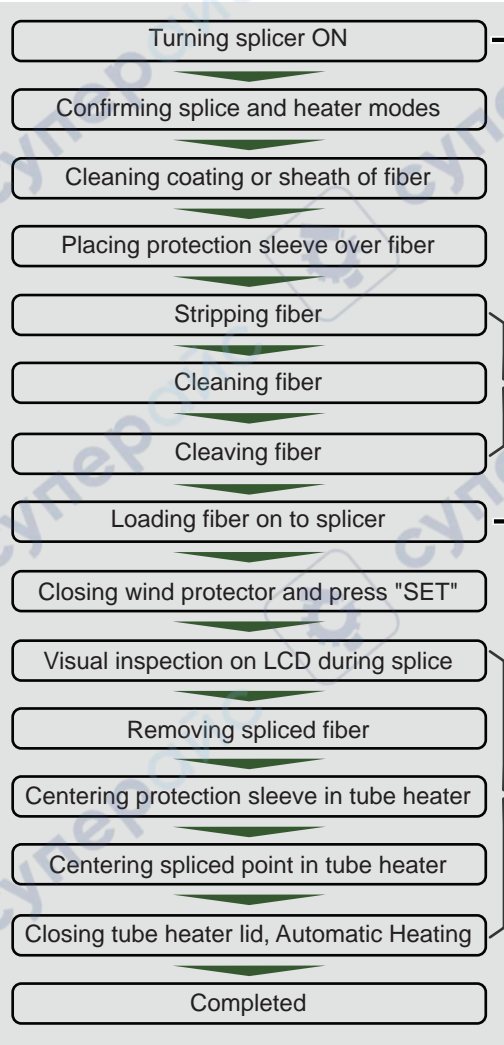 Turning splicer ON
Confirming splice and heater modes
Cleaning coating or sheath of fiber
Placing protection sleeve over fiber
Stripping fiber
Cleaning fiber
Cleaving fiber
Loading fiber on to splicer
Closing wind protector and press "SET"
Visual inspection on LCD during splice
Removing spliced fiber
Centering protection sleeve in tube heater
Centering spliced point in tube heater
Closing tube heater lid, Automatic Heating
Completed